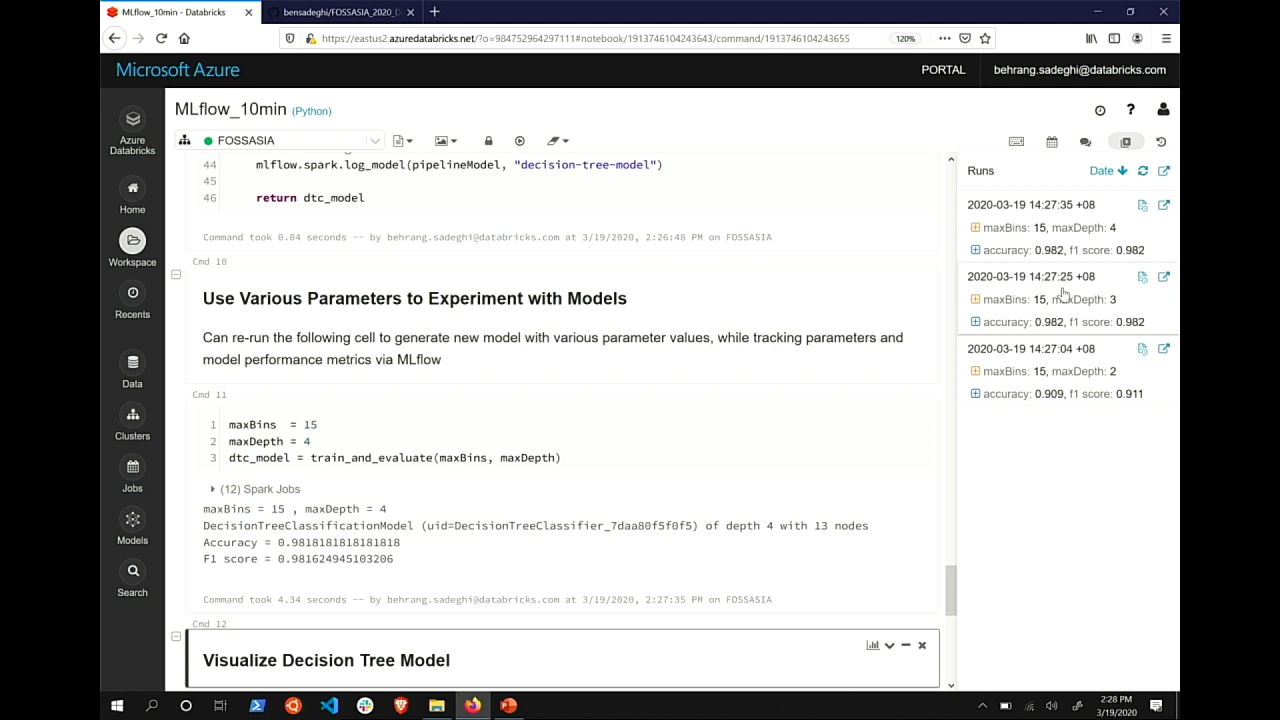 MLflow_10min - Databricks
bensadeghi/FOSSASIA_2020_D
https://eastus2.azuredatabricks.net/?o=984752964297111#notebook/1913746104243643/command/1913746104243655
120%
Microsoft Azure
PORTAL
behrang.sadeghi@databricks.com
Azure Databricks
Home
Workspace
Recents
Data
Clusters
Jobs
Models
Search
MLflow_10min (Python)
FOSSASIA
44 mlflow.spark.log_model(pipelineModel, "decision-tree-model")
45
46 return dtc_model
Command took 0.04 seconds -- by behrang.sadeghi@databricks.com at 3/19/2020, 2:26:48 PM on FOSSASIA
Cmd 10
Use Various Parameters to Experiment with Models
Can re-run the following cell to generate new model with various parameter values, while tracking parameters and
model performance metrics via MLflow
Cmd 11
1 maxBins = 15
2 maxDepth = 4
3 dtc_model = train_and_evaluate(maxBins, maxDepth)
(12) Spark Jobs
maxBins = 15 , maxDepth = 4
DecisionTreeClassificationModel (uid=DecisionTreeClassifier_7daa80f5f0f5) of depth 4 with 13 nodes
Accuracy = 0.9818181818181818
F1 score = 0.981624945103206
Command took 4.34 seconds -- by behrang.sadeghi@databricks.com at 3/19/2020, 2:27:35 PM on FOSSASIA
Cmd 12
Visualize Decision Tree Model
Runs
Date
2020-03-19 14:27:35 +08
maxBins: 15, maxDepth: 4
accuracy: 0.982, f1 score: 0.982
2020-03-19 14:27:25 +08
maxBins: 15, maxDepth: 3
accuracy: 0.982, f1 score: 0.982
2020-03-19 14:27:04 +08
maxBins: 15, maxDepth: 2
accuracy: 0.909, f1 score: 0.911
2:28 PM
3/19/2020